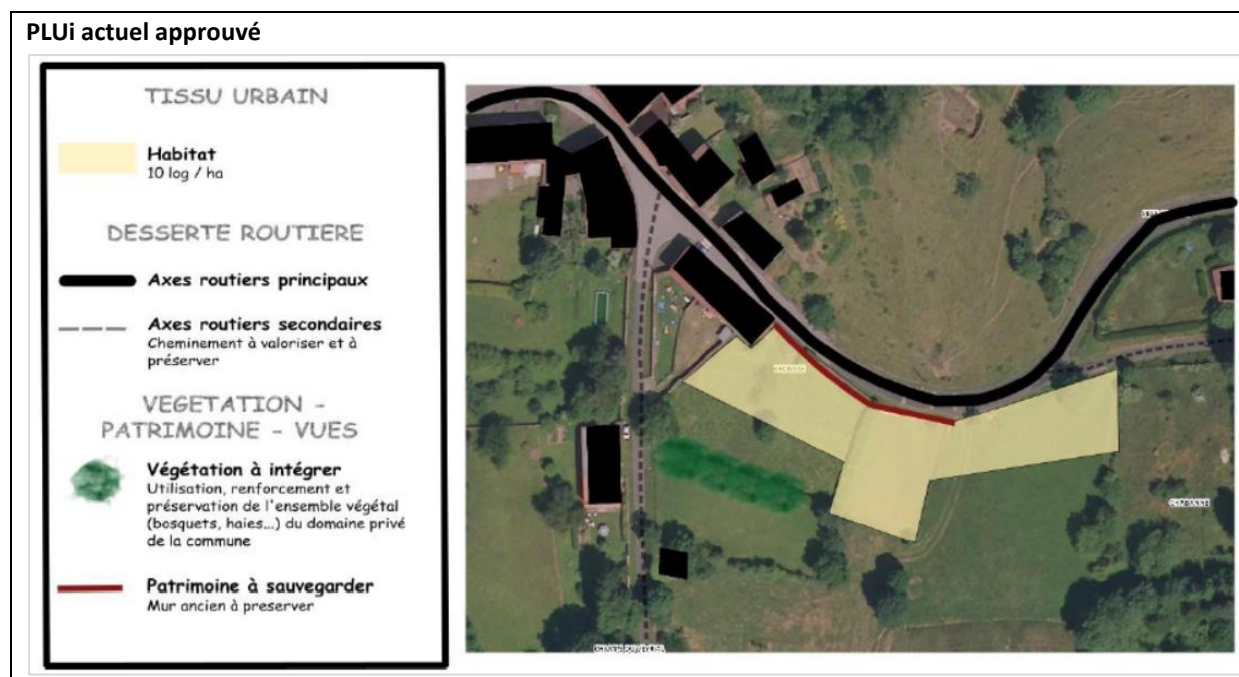 PLUi actuel approuvé
TISSU URBAIN
Habitat
10 log / ha
DESSERTE ROUTIERE
Axes routiers principaux
Axes routiers secondaires
Cheminement à valoriser et à
préserver
VEGETATION -
PATRIMOINE - VUES
Végétation à intégrer
Utilisation, renforcement et
préservation de l'ensemble végétal
(bosquets, haies...) du domaine privé
de la commune
Patrimoine à sauvegarder
Mur ancien à preserver
CHABANNE